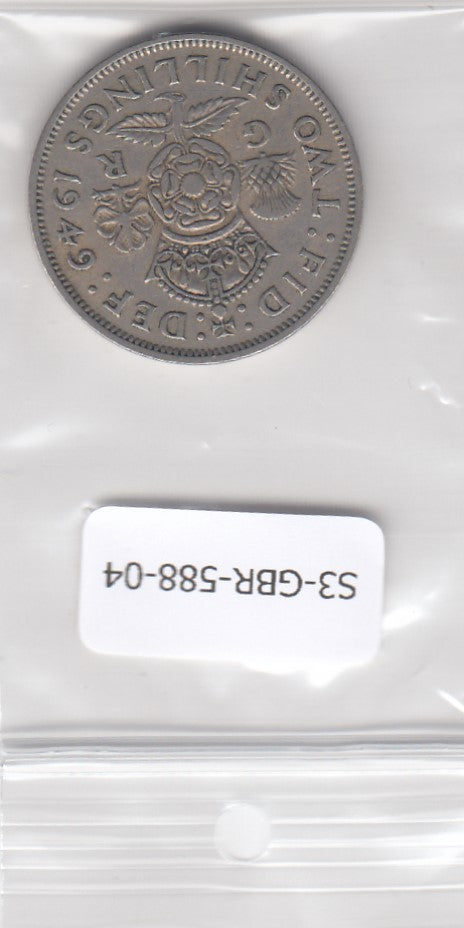 S3-GBR-588-04
FID: :DEF:
G R
TWO SHILLINGS 1949